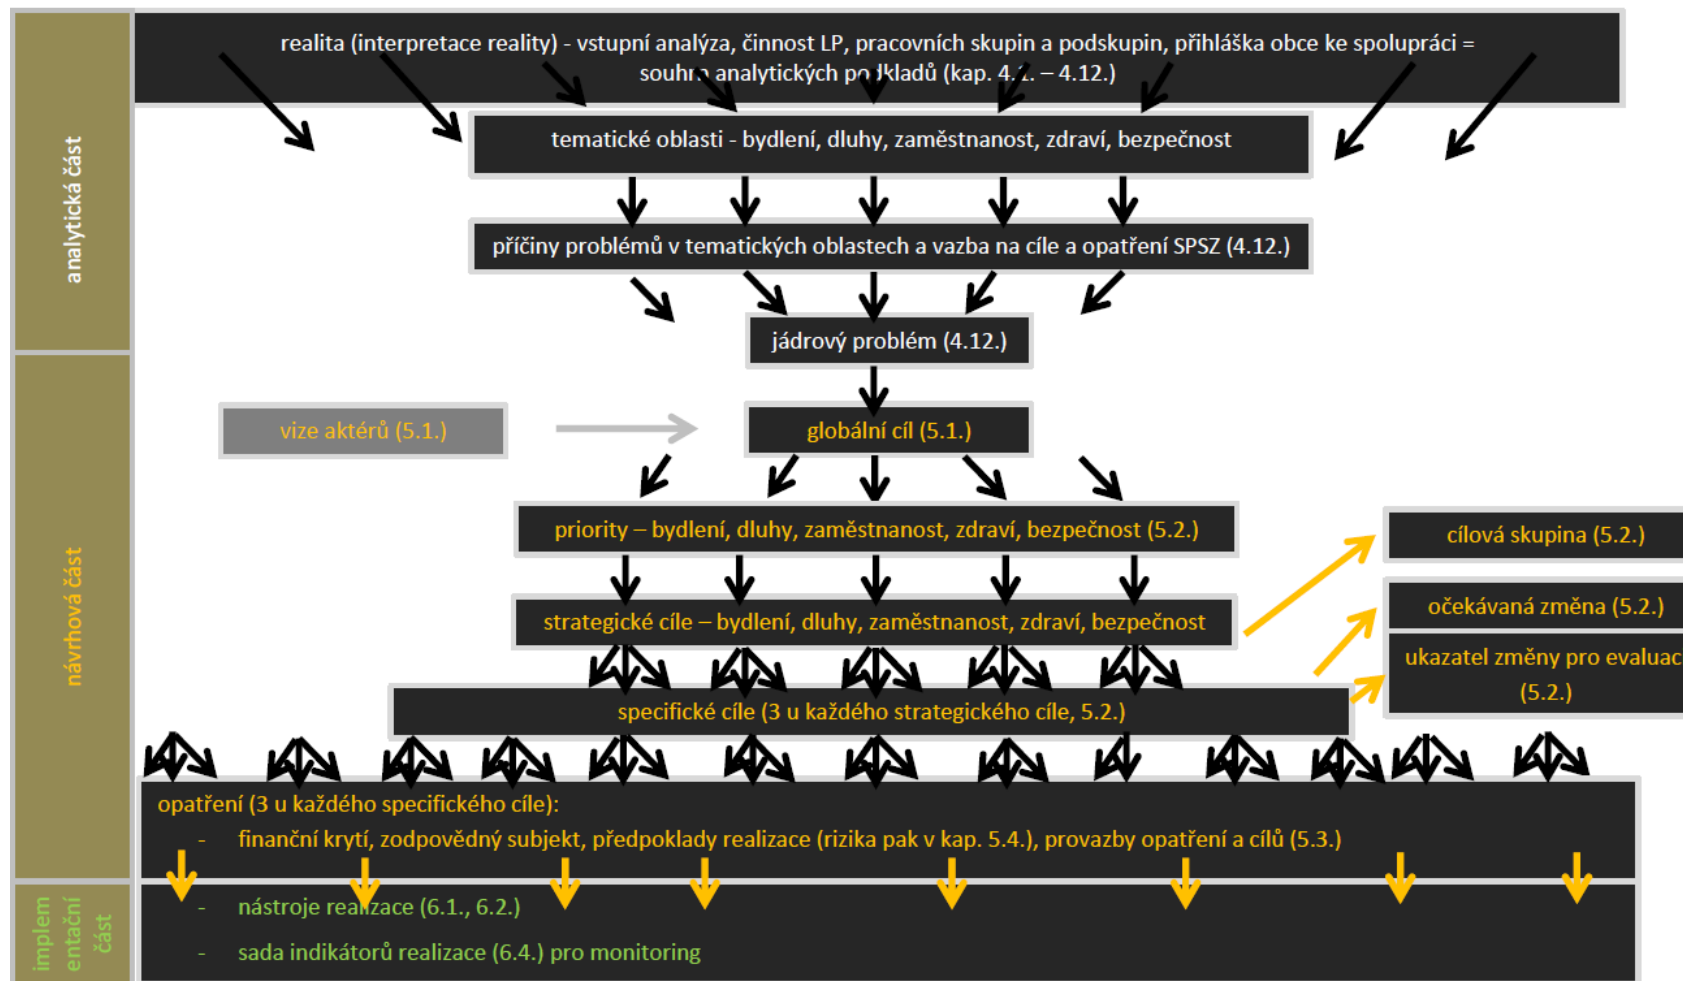 realita (interpretace reality) - vstupní analýza, činnost LP, pracovních skupin a podskupin, přihláška obce ke spolupráci =
souhrn analytických podkladů (kap. 4.1. – 4.12.)
analytická část
tematické oblasti - bydlení, dluhy, zaměstnanost, zdraví, bezpečnost
příčiny problémů v tematických oblastech a vazba na cíle a opatření SPSZ (4.12.)
jádrový problém (4.12.)
návrhová část
vize aktérů (5.1.)
globální cíl (5.1.)
priority – bydlení, dluhy, zaměstnanost, zdraví, bezpečnost (5.2.)
cílová skupina (5.2.)
strategické cíle – bydlení, dluhy, zaměstnanost, zdraví, bezpečnost
očekávaná změna (5.2.)
ukazatel změny pro evaluac
(5.2.)
specifické cíle (3 u každého strategického cíle, 5.2.)
opatření (3 u každého specifického cíle):
- finanční krytí, zodpovědný subjekt, předpoklady realizace (rizika pak v kap. 5.4.), provazby opatření a cílů (5.3.)
implem
entační
část
- nástroje realizace (6.1., 6.2.)
- sada indikátorů realizace (6.4.) pro monitoring